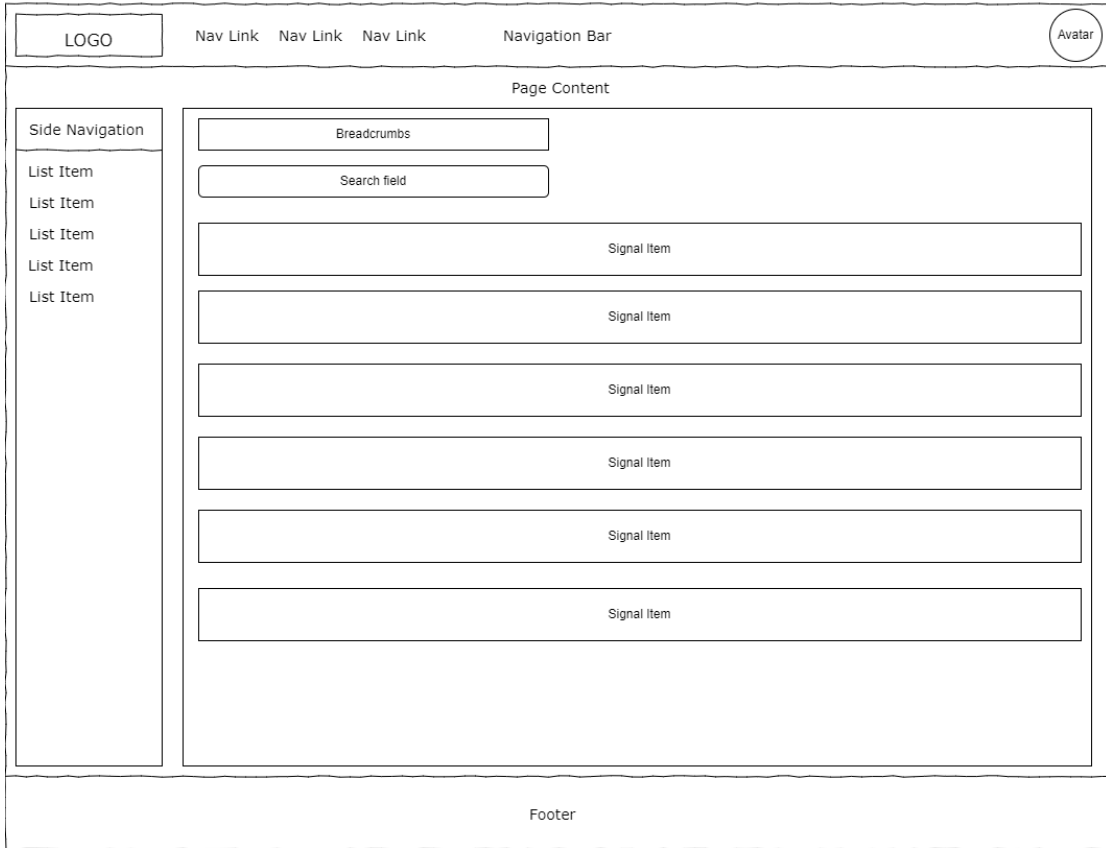 LOGO
Nav Link Nav Link Nav Link Navigation Bar
Avatar
Page Content
Side Navigation
List Item
List Item
List Item
List Item
List Item
Breadcrumbs
Search field
Signal Item
Signal Item
Signal Item
Signal Item
Signal Item
Signal Item
Footer